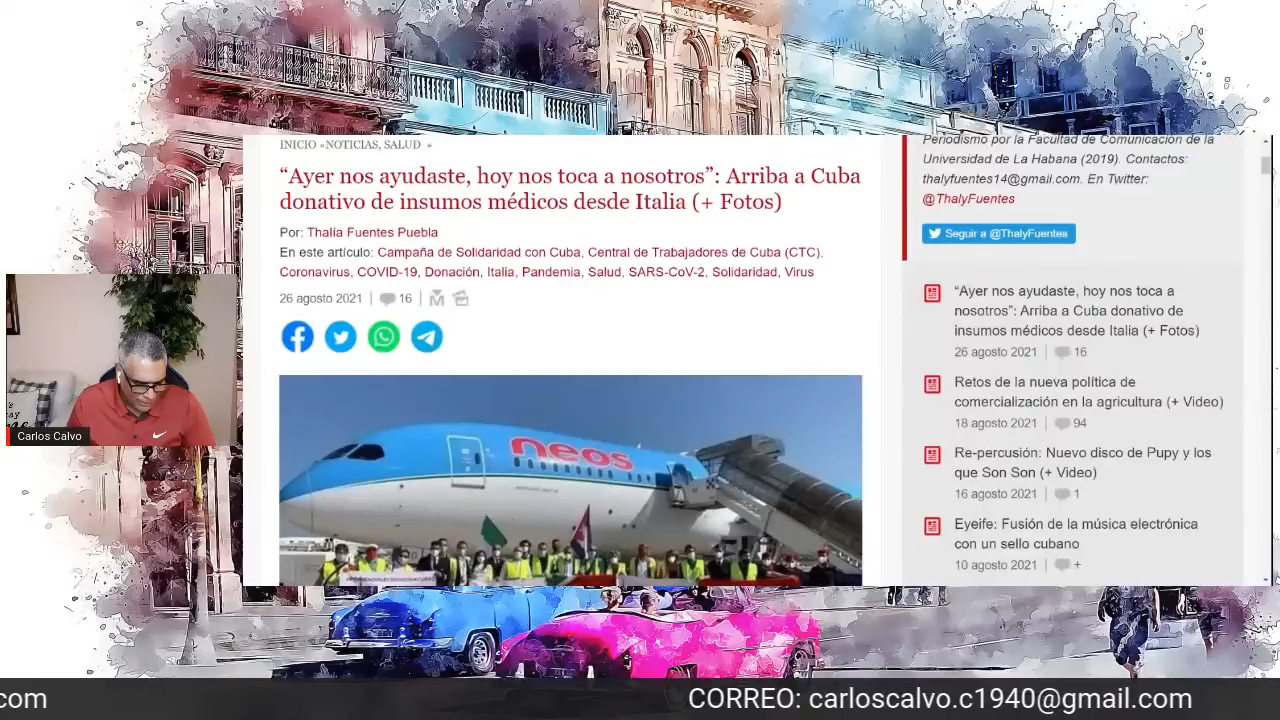 INICIO »NOTICIAS, SALUD »
“Ayer nos ayudaste, hoy nos toca a nosotros”: Arriba a Cuba
donativo de insumos médicos desde Italia (+ Fotos)
Por: Thalía Fuentes Puebla
En este artículo: Campaña de Solidaridad con Cuba, Central de Trabajadores de Cuba (CTC).
Coronavirus, COVID-19, Donación, Italia, Pandemia, Salud, SARS-CoV-2, Solidaridad, Virus
26 agosto 2021 | 16 |
neos
Periodismo por la Facultad de Comunicación de la
Universidad de La Habana (2019). Contactos:
thalyfuentes14@gmail.com. En Twitter:
@ThalyFuentes
Seguir a @ThalyFuentes
“Ayer nos ayudaste, hoy nos toca a
nosotros”: Arriba a Cuba donativo de
insumos médicos desde Italia (+ Fotos)
26 agosto 2021 | 16
Retos de la nueva política de
comercialización en la agricultura (+ Video)
18 agosto 2021 | 94
Re-percusión: Nuevo disco de Pupy y los
que Son Son (+ Video)
16 agosto 2021 | 1
Eyeife: Fusión de la música electrónica
con un sello cubano
10 agosto 2021 | +
Carlos Calvo
com
CORREO: carloscalvo.c1940@gmail.com